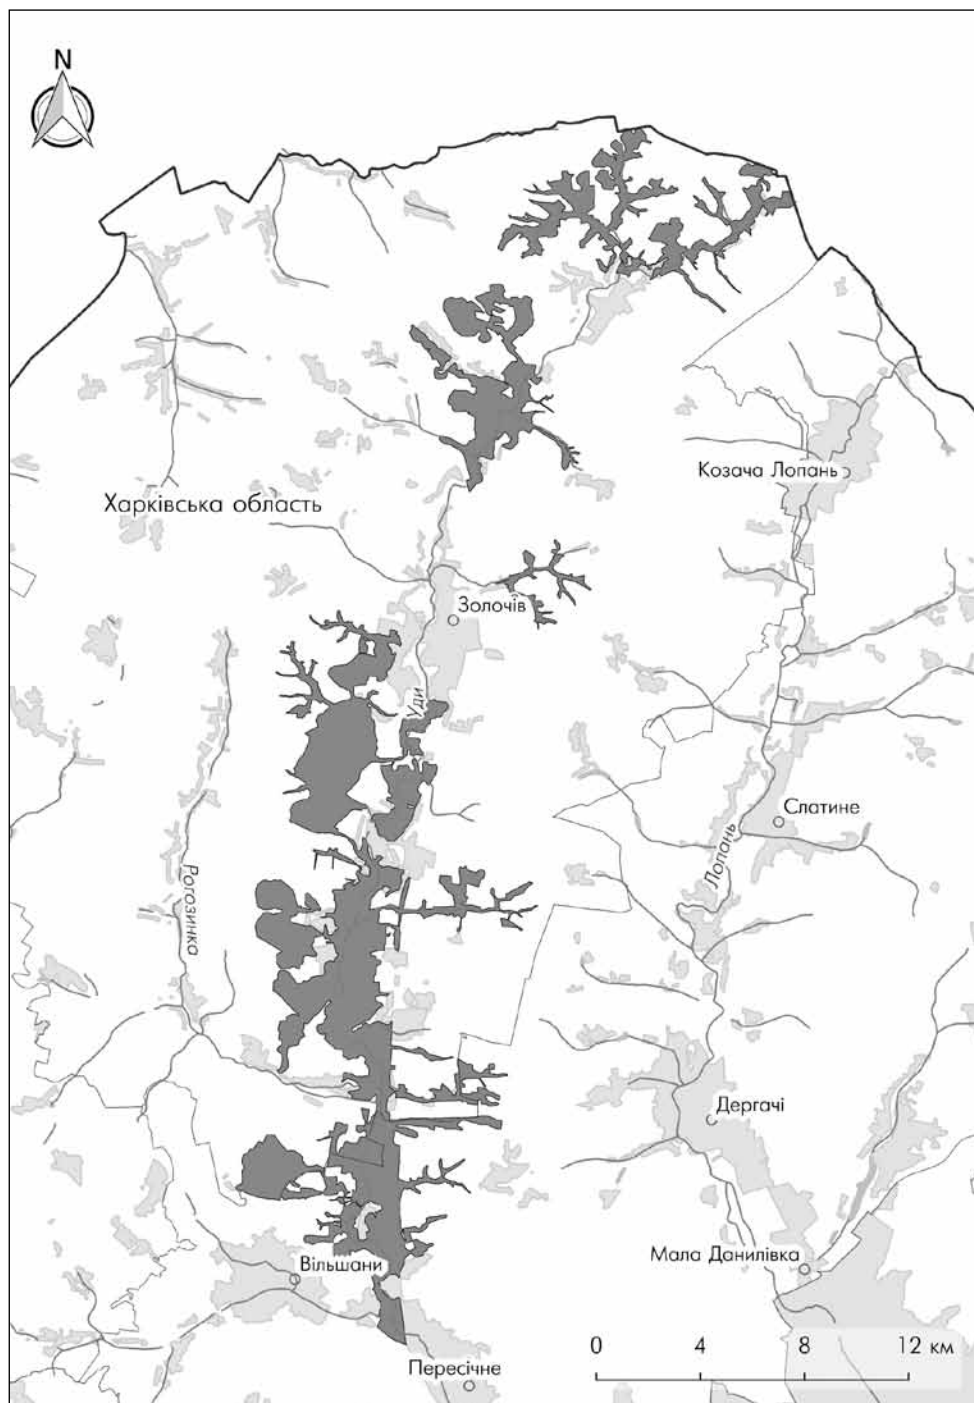 N
Козача Лопань
Харківська область
Золочів
Уди
Слатине
Лопань
Рогозинка
Дергачі
Мала Данилівка
Вільшани
Пересічне
0 4 8 12 км